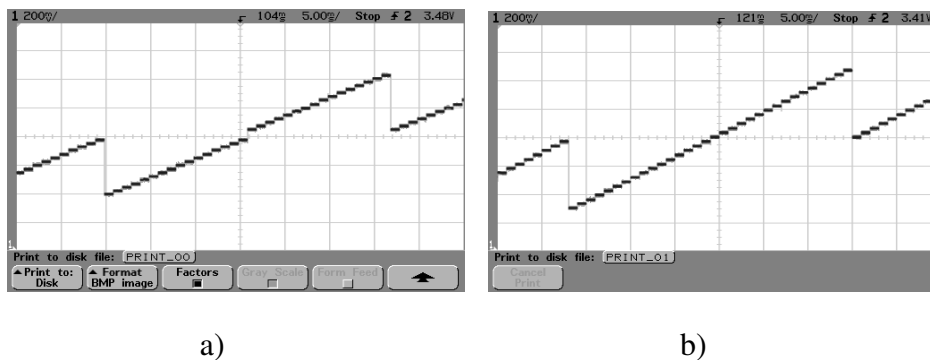 1 200mV/ 104ms 5.00ms/ Stop 2 3.48V
1
Print to disk file: PRINT_00
Print to: Disk
Format BMP image
Factors
Gray Scale
Form Feed
a)
1 200mV/ 121ms 5.00ms/ Stop 2 3.41V
1
Print to disk file: PRINT_01
Cancel Print
b)